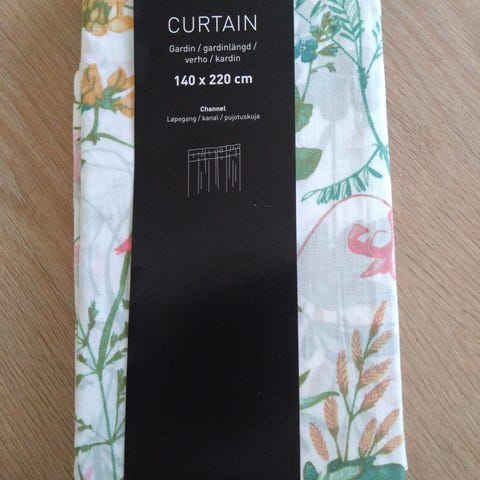 CURTAIN
Gardin / gardinlängd /
verho / kardin
140 x 220 cm
Channel
Løpegang / kanal / pujotuskuja